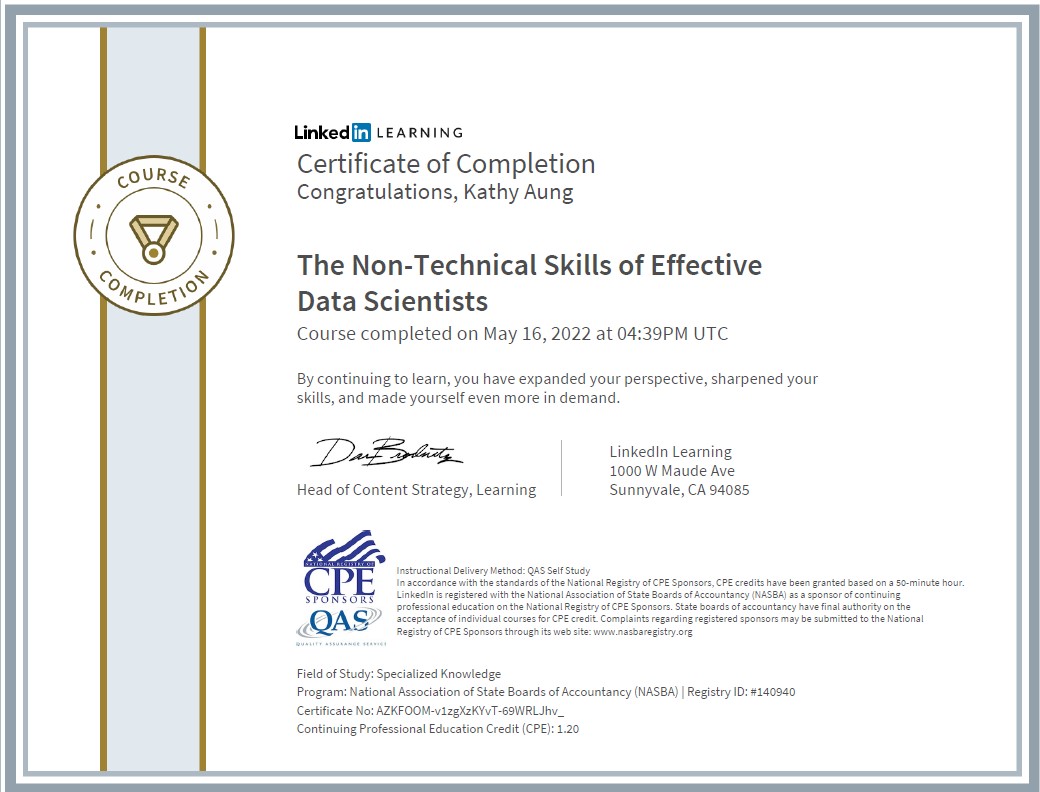 COURSE
COMPLETION
Linked in LEARNING
Certificate of Completion
Congratulations, Kathy Aung
The Non-Technical Skills of Effective
Data Scientists
Course completed on May 16, 2022 at 04:39PM UTC
By continuing to learn, you have expanded your perspective, sharpened your
skills, and made yourself even more in demand.
Head of Content Strategy, Learning
LinkedIn Learning
1000 W Maude Ave
Sunnyvale, CA 94085
NATIONAL REGISTRY OF
CPE
SPONSORS
QAS
QUALITY ASSURANCE SERVICE
Instructional Delivery Method: QAS Self Study
In accordance with the standards of the National Registry of CPE Sponsors, CPE credits have been granted based on a 50-minute hour.
LinkedIn is registered with the National Association of State Boards of Accountancy (NASBA) as a sponsor of continuing
professional education on the National Registry of CPE Sponsors. State boards of accountancy have final authority on the
acceptance of individual courses for CPE credit. Complaints regarding registered sponsors may be submitted to the National
Registry of CPE Sponsors through its web site: www.nasbaregistry.org
Field of Study: Specialized Knowledge
Program: National Association of State Boards of Accountancy (NASBA) | Registry ID: #140940
Certificate No: AZKFOOM-v1zgXzKYvT-69WRLJhv_
Continuing Professional Education Credit (CPE): 1.20